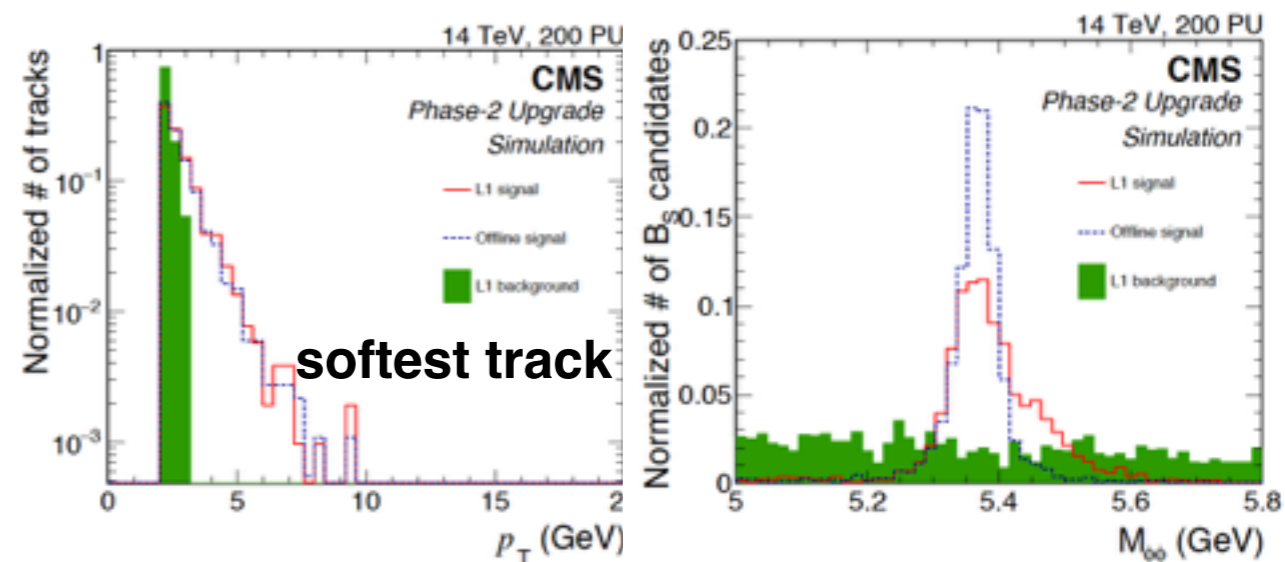 14 TeV, 200 PU
CMS
Phase-2 Upgrade
Simulation
L1 signal
Offline signal
L1 background
softest track
Normalized # of tracks
1
10⁻¹
10⁻²
10⁻³
0 5 10 15 2
p_T (GeV)
14 TeV, 200 PU
CMS
Phase-2 Upgrade
Simulation
L1 signal
Offline signal
L1 background
Normalized # of B_S candidates
0.25
0.2
0.15
0.1
0.05
0
5 5.2 5.4 5.6 5.8
M_ϕϕ (GeV)